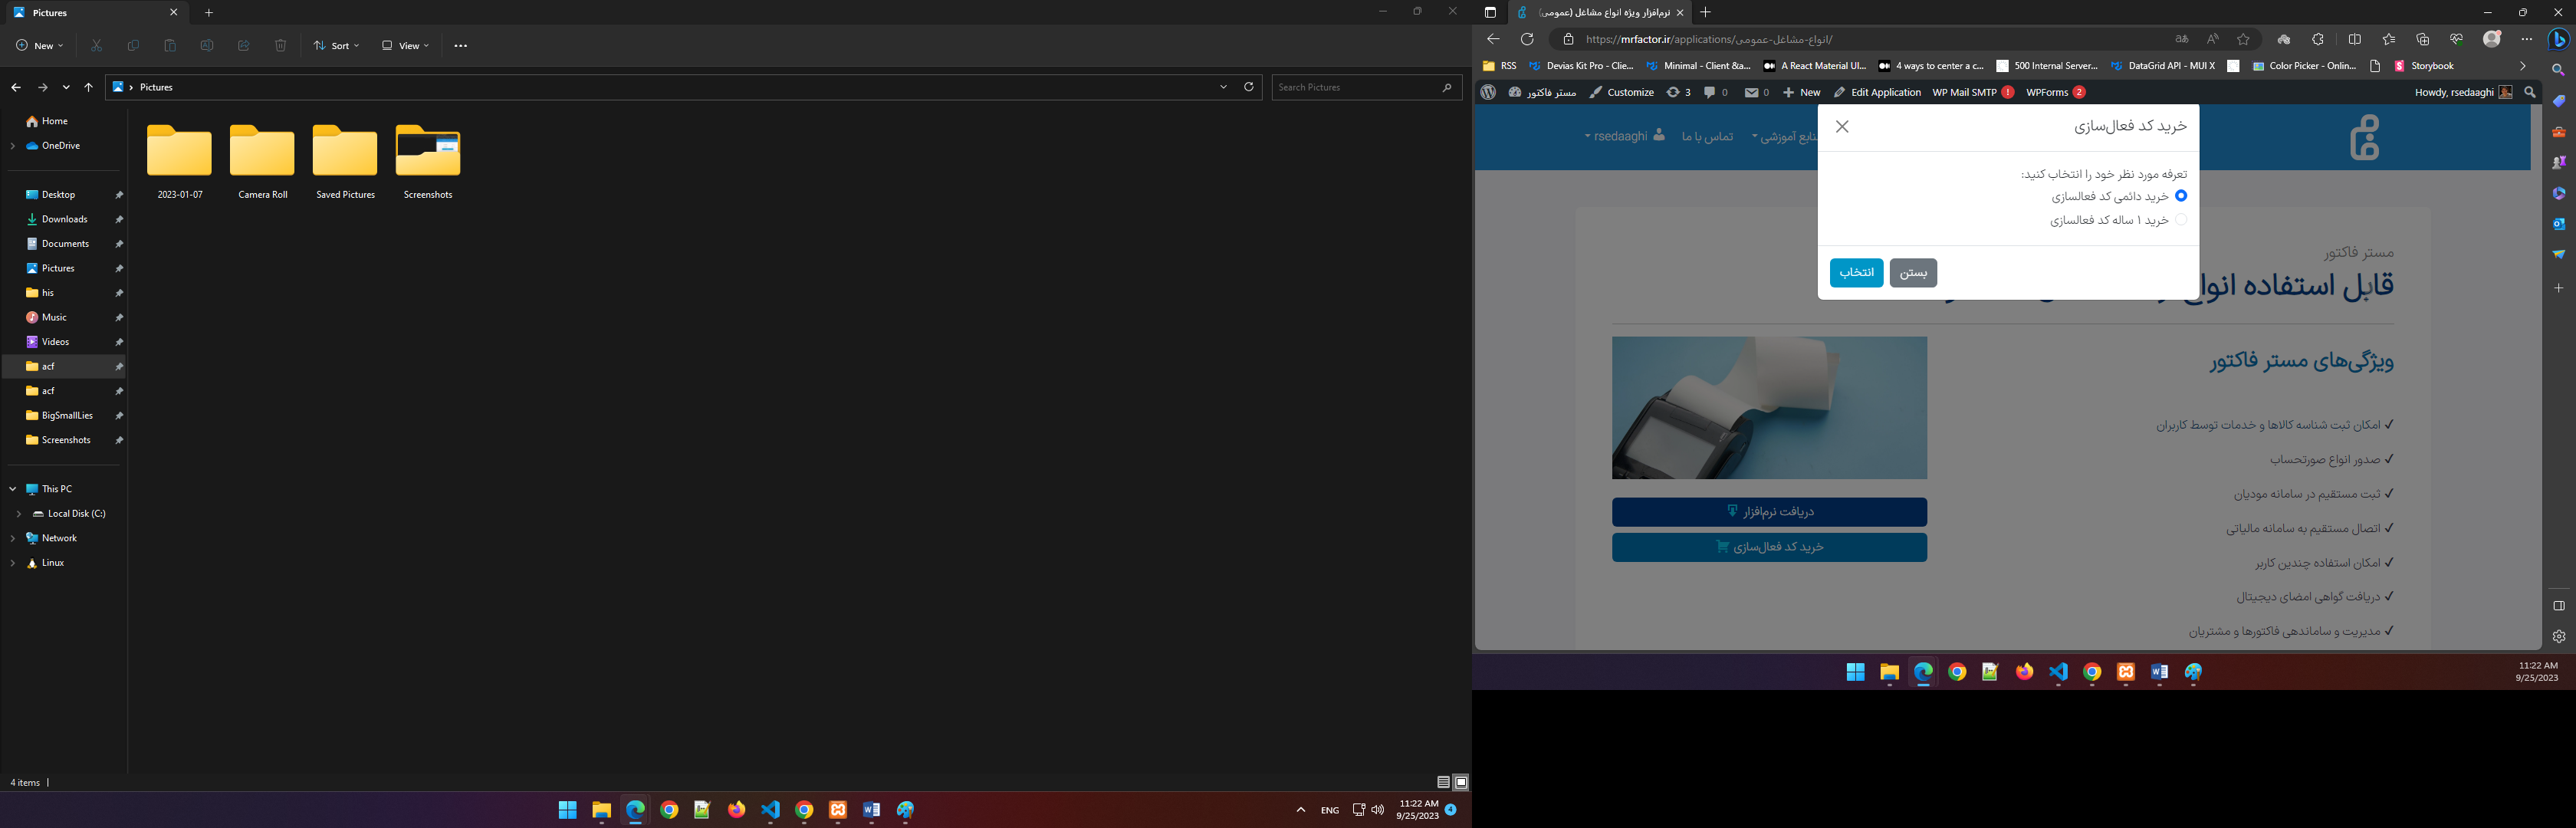 Pictures
New
Sort
View
Pictures
Search Pictures
Home
OneDrive
Desktop
Downloads
Documents
Pictures
his
Music
Videos
acf
acf
BigSmallLies
Screenshots
This PC
Local Disk (C:)
Network
Linux
2023-01-07
Camera Roll
Saved Pictures
Screenshots
4 items
ENG
11:22 AM
9/25/2023
4
نرم‌افزار ویژه انواع مشاغل (عمومی)
https://mrfactor.ir/applications/انواع-مشاغل-عمومی/
RSS
Devias Kit Pro - Clie...
Minimal - Client &a...
A React Material UI...
4 ways to center a c...
500 Internal Server...
DataGrid API - MUI X
Color Picker - Onlin...
Storybook
مستر فاکتور
Customize
3
0
0
New
Edit Application
WP Mail SMTP !
WPForms 2
Howdy, rsedaaghi
تماس با ما
rsedaaghi
خرید کد فعال‌سازی
تعرفه مورد نظر خود را انتخاب کنید:
خرید دائمی کد فعالسازی
خرید ۱ ساله کد فعالسازی
بستن
انتخاب
مستر فاکتور
قابل استفاده انواع
ویژگی‌های مستر فاکتور
✓ امکان ثبت شناسه کالاها و خدمات توسط کاربران
✓ صدور انواع صورتحساب
✓ ثبت مستقیم در سامانه مودیان
✓ اتصال مستقیم به سامانه مالیاتی
✓ امکان استفاده چندین کاربر
✓ دریافت گواهی امضای دیجیتال
✓ مدیریت و ساماندهی فاکتورها و مشتریان
دریافت نرم‌افزار
خرید کد فعال‌سازی
11:22 AM
9/25/2023